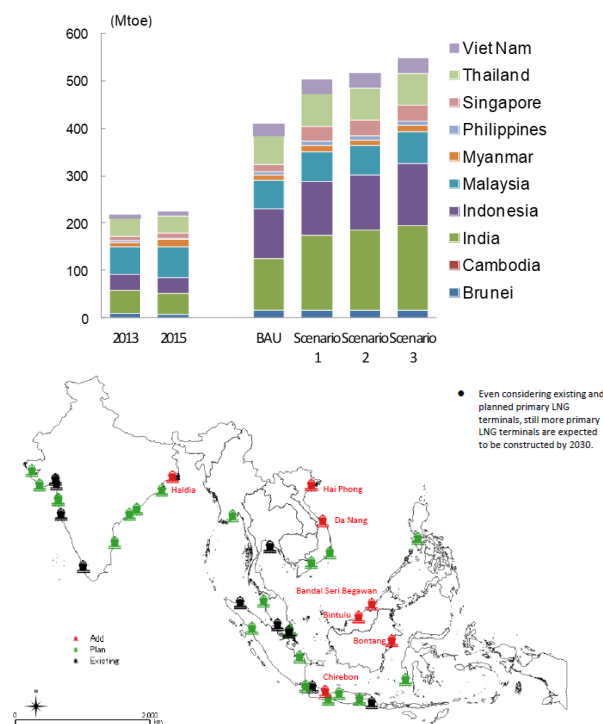 (Mtoe)
600
500
400
300
200
100
0
2013
2015
BAU
Scenario
1
Scenario
2
Scenario
3
Viet Nam
Thailand
Singapore
Philippines
Myanmar
Malaysia
Indonesia
India
Cambodia
Brunei
Even considering existing and
planned primary LNG
terminals, still more primary
LNG terminals are expected
to be constructed by 2030.
Haldia
Hai Phong
Da Nang
Bandal Seri Begawan
Bintulu
Bontang
Chirebon
Add
Plan
Existing
N
0
2,000
km